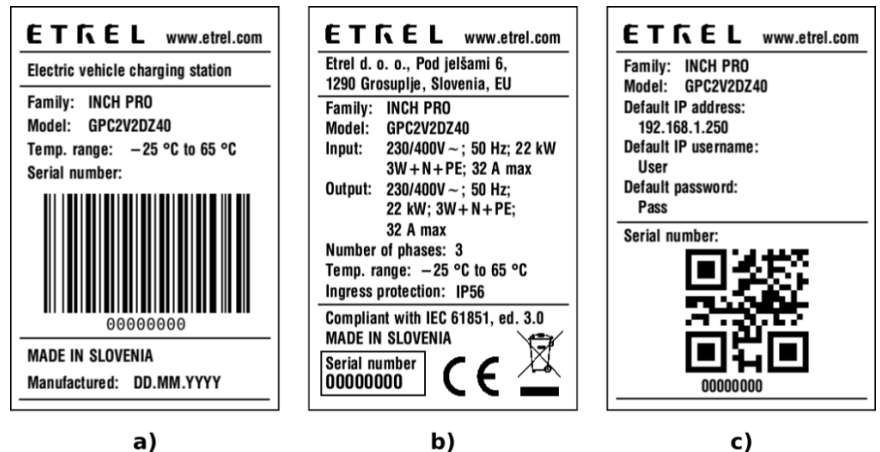 ETREL www.etrel.com
Electric vehicle charging station
Family: INCH PRO
Model: GPC2V2DZ40
Temp. range: −25 °C to 65 °C
Serial number:
00000000
MADE IN SLOVENIA
Manufactured: DD.MM.YYYY
a)
ETREL www.etrel.com
Etrel d. o. o., Pod jelšami 6,
1290 Grosuplje, Slovenia, EU
Family: INCH PRO
Model: GPC2V2DZ40
Input: 230/400V ~; 50 Hz; 22 kW
3W+N+PE; 32 A max
Output: 230/400V ~; 50 Hz;
22 kW; 3W+N+PE;
32 A max
Number of phases: 3
Temp. range: −25 °C to 65 °C
Ingress protection: IP56
Compliant with IEC 61851, ed. 3.0
MADE IN SLOVENIA
Serial number
00000000
CE
b)
ETREL www.etrel.com
Family: INCH PRO
Model: GPC2V2DZ40
Default IP address:
192.168.1.250
Default IP username:
User
Default password:
Pass
Serial number:
00000000
c)